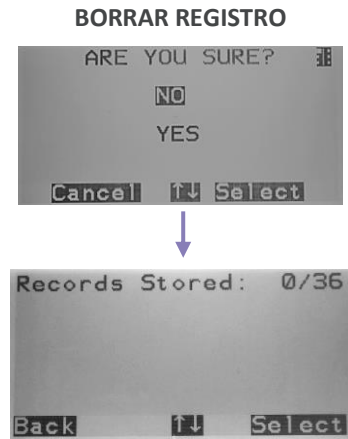 BORRAR REGISTRO
ARE YOU SURE?
NO
YES
Cancel ↑↓ Select
Records Stored: 0/36
Back ↑↓ Select